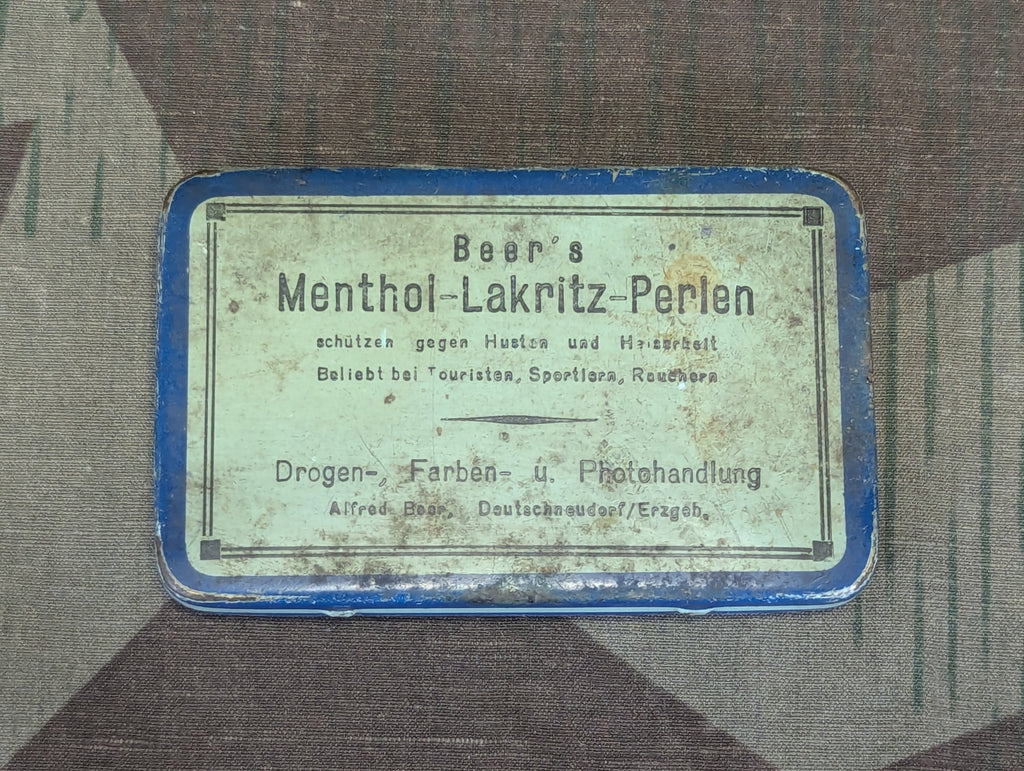 Beer's
Menthol-Lakritz-Perlen
schützen gegen Husten und Heiserkeit
Beliebt bei Touristen, Sportlern, Rauchern
Drogen-, Farben- u. Photohandlung
Alfred Beer, Deutschneudorf/Erzgeb.